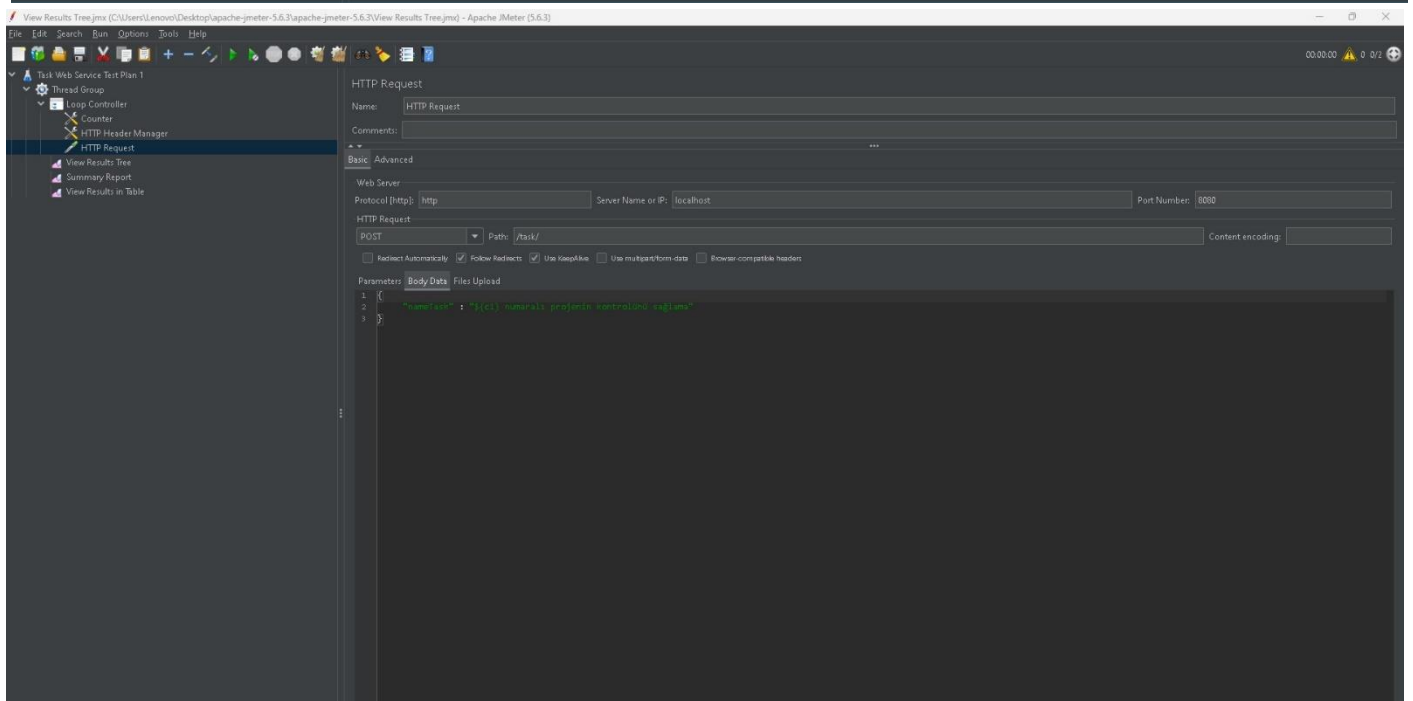 View Results Tree.jmx (C:\Users\Lenovo\Desktop\apache-jmeter-5.6.3\apache-jmeter-5.6.3\View Results Tree.jmx) - Apache JMeter (5.6.3)
File Edit Search Run Options Tools Help
00:00:00 0 0/2
Task Web Service Test Plan 1
Thread Group
Loop Controller
Counter
HTTP Header Manager
HTTP Request
View Results Tree
Summary Report
View Results in Table
HTTP Request
Name: HTTP Request
Comments:
Basic Advanced
Web Server
Protocol [http]: http Server Name or IP: localhost Port Number: 8080
HTTP Request
POST Path: /task/ Content encoding:
Redirect Automatically Follow Redirects Use KeepAlive Use multipart/form-data Browser-compatible headers
Parameters Body Data Files Upload
1 {
2 "nameTask" : "${c1} numaralı projenin kontrolünü sağlama"
3 }